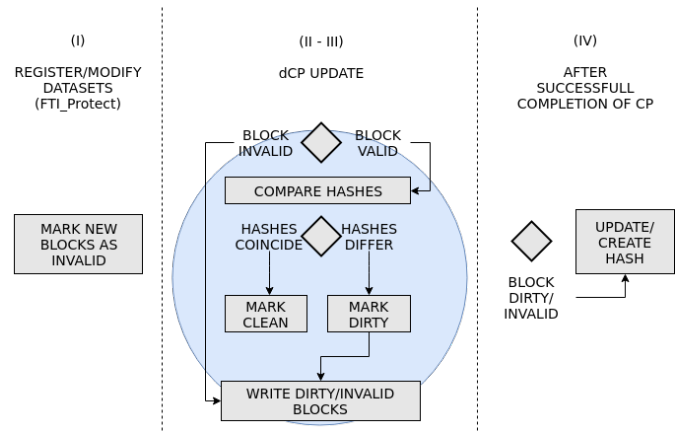 (I)
REGISTER/MODIFY
DATASETS
(FTI_Protect)
MARK NEW
BLOCKS AS
INVALID
(II - III)
dCP UPDATE
BLOCK
INVALID
BLOCK
VALID
COMPARE HASHES
HASHES
COINCIDE
HASHES
DIFFER
MARK
CLEAN
MARK
DIRTY
WRITE DIRTY/INVALID
BLOCKS
(IV)
AFTER
SUCCESSFULL
COMPLETION OF CP
UPDATE/
CREATE
HASH
BLOCK
DIRTY/
INVALID